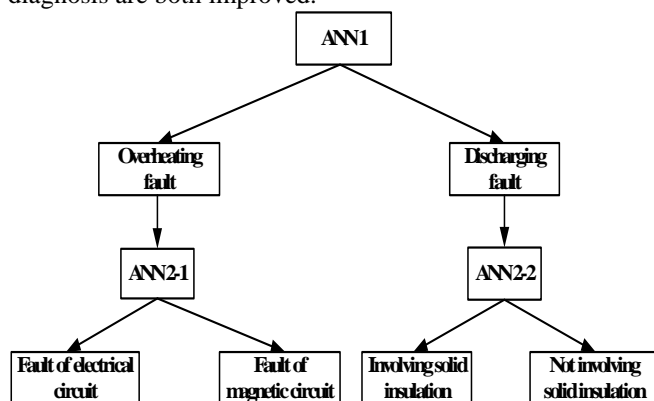 diagnosis are both improved.
ANN1
Overheating
fault
Discharging
fault
ANN2-1
ANN2-2
Fault of electrical
circuit
Fault of
magnetic circuit
Involving solid
insulation
Not involving
solid insulation